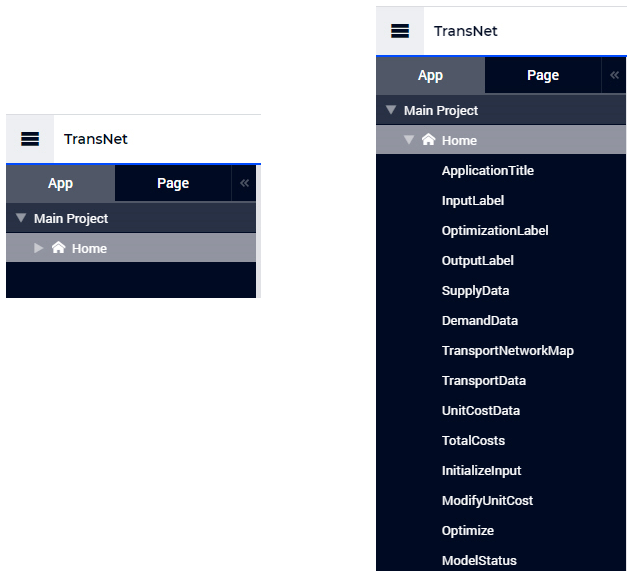 TransNet
App Page «
Main Project
Home
TransNet
App Page «
Main Project
Home
ApplicationTitle
InputLabel
OptimizationLabel
OutputLabel
SupplyData
DemandData
TransportNetworkMap
TransportData
UnitCostData
TotalCosts
InitializeInput
ModifyUnitCost
Optimize
ModelStatus